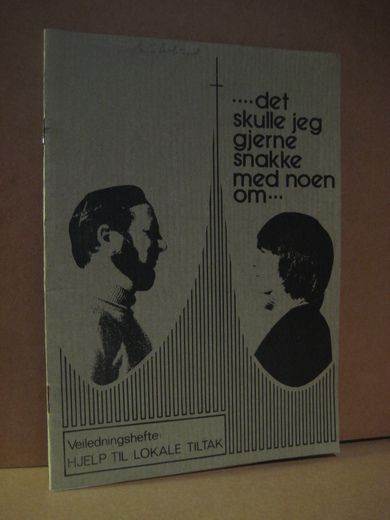 ....det
skulle jeg
gjerne
snakke
med noen
om...
Veiledningshefte:
HJELP TIL LOKALE TILTAK